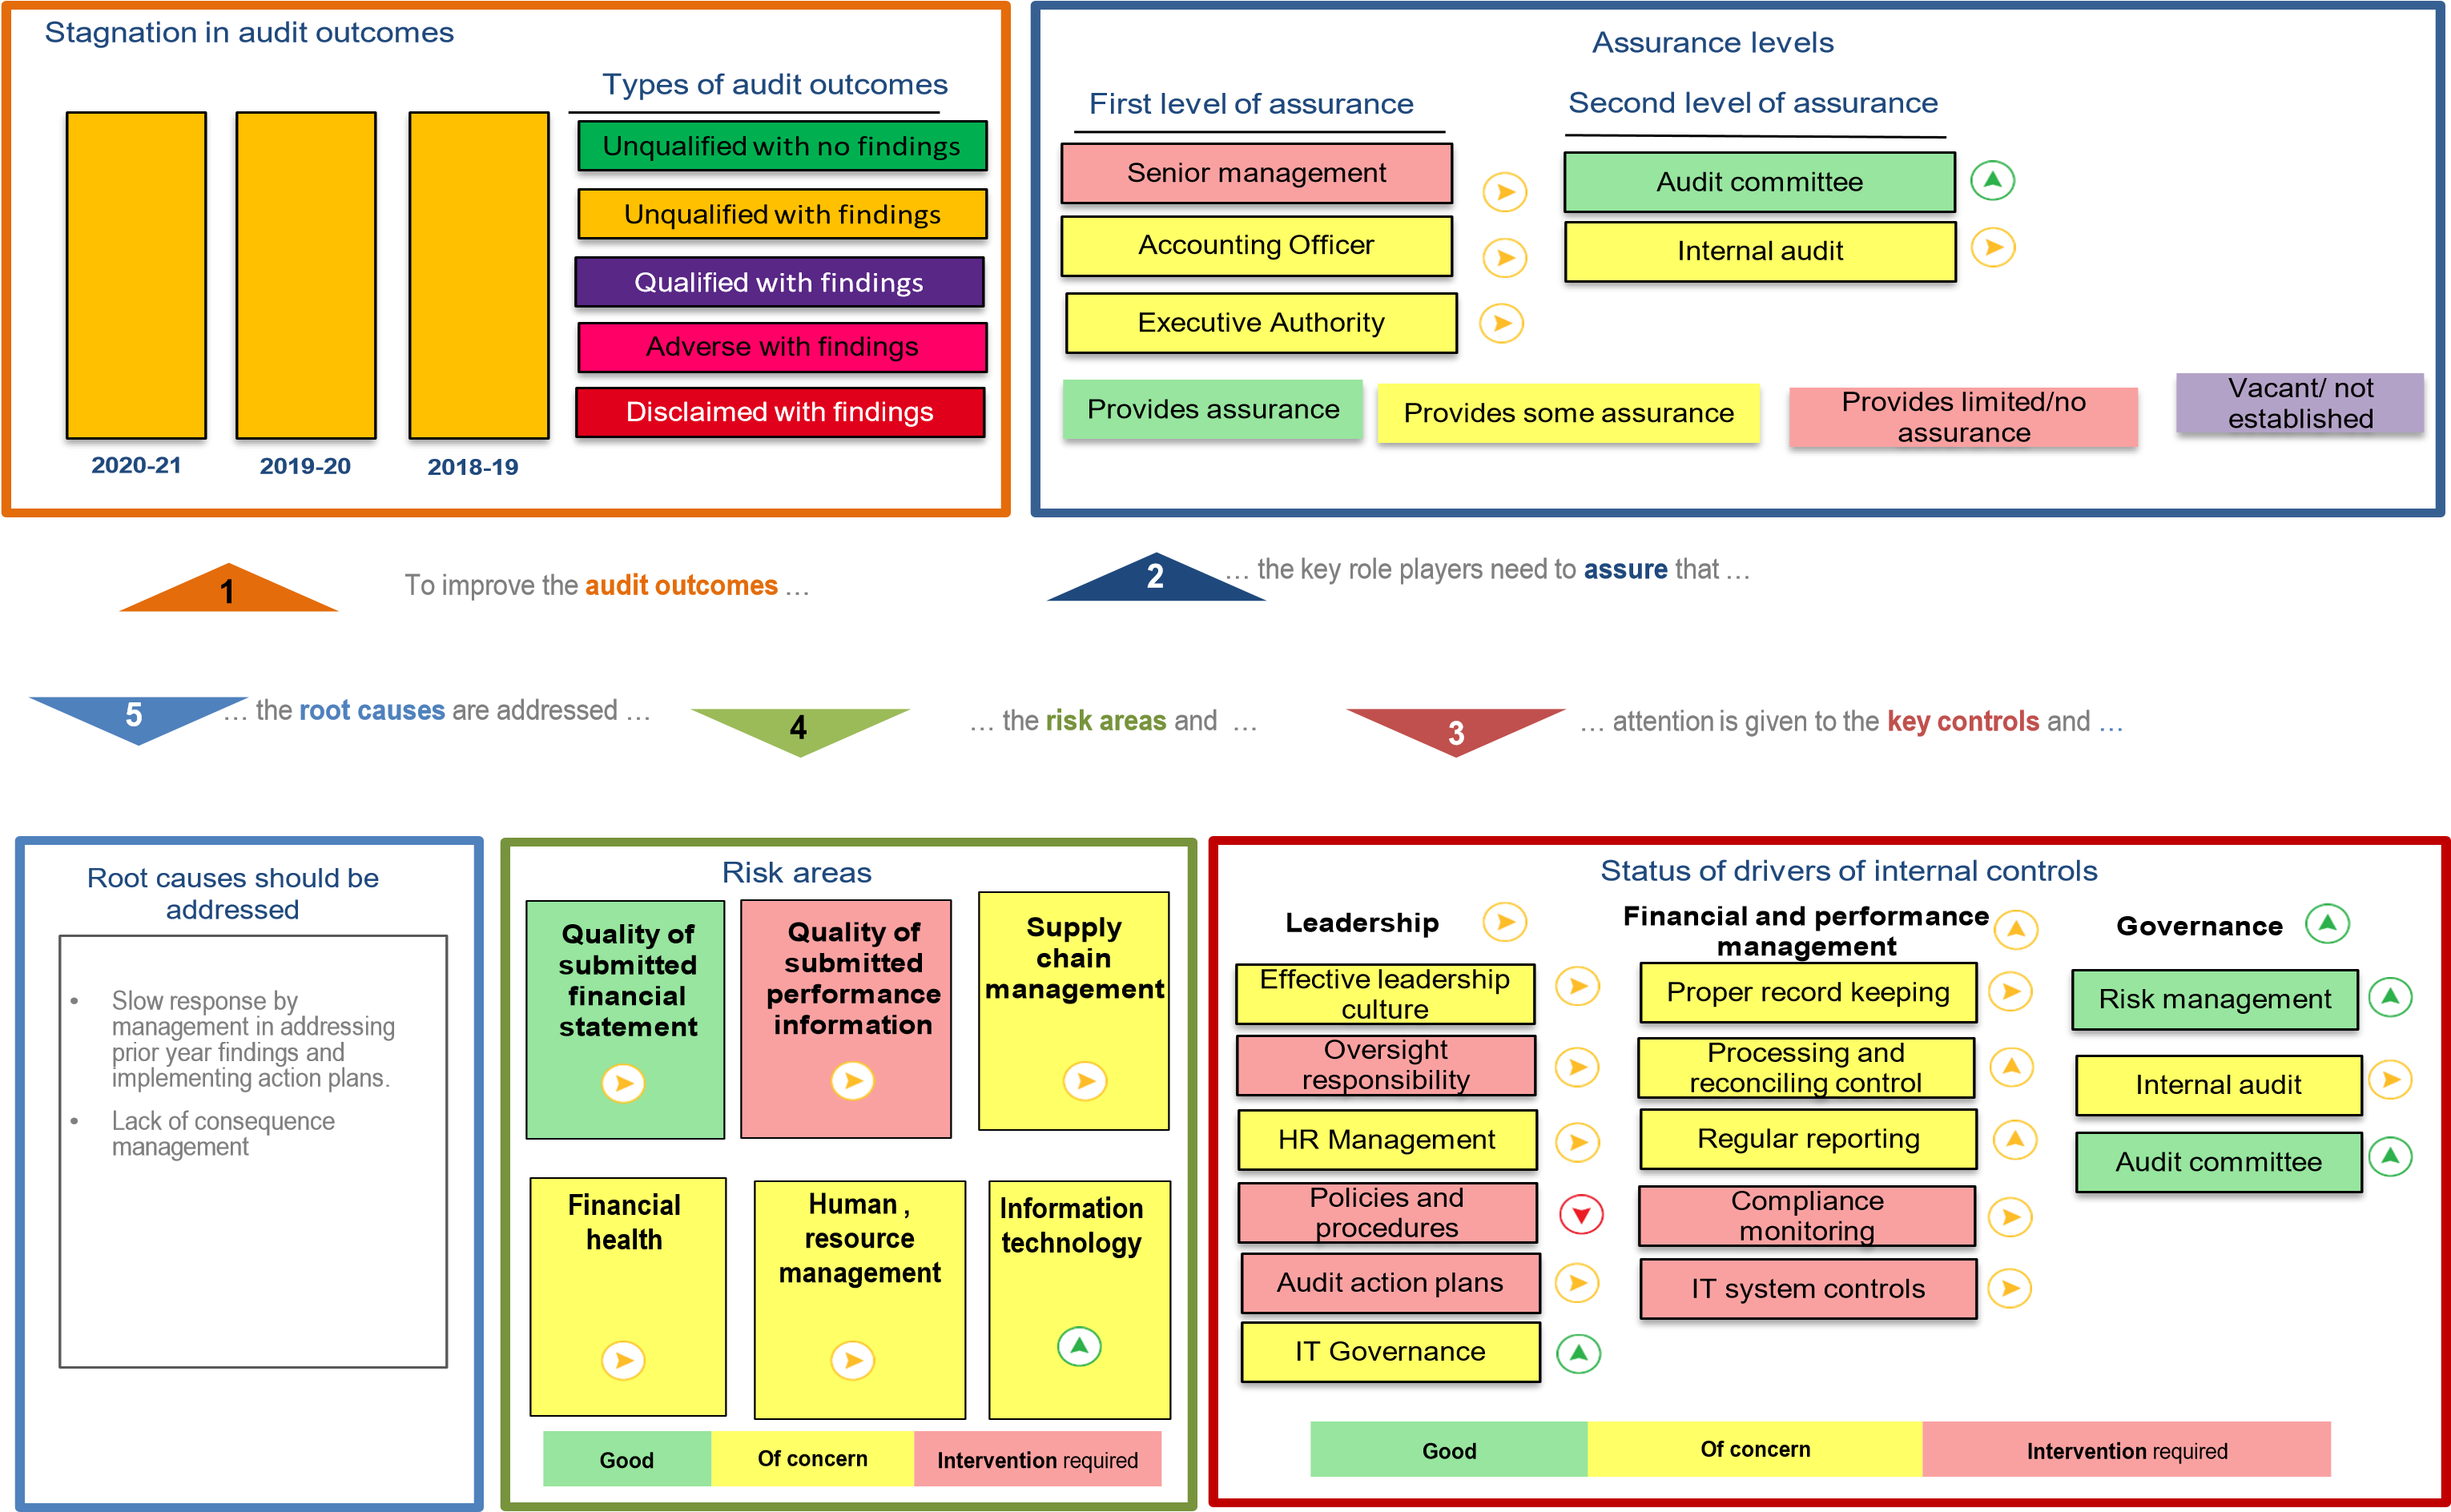 Stagnation in audit outcomes
Types of audit outcomes
Unqualified with no findings
Unqualified with findings
Qualified with findings
Adverse with findings
Disclaimed with findings
2020-21
2019-20
2018-19
Assurance levels
First level of assurance
Senior management
Accounting Officer
Executive Authority
Second level of assurance
Audit committee
Internal audit
Provides assurance
Provides some assurance
Provides limited/no
assurance
Vacant/ not
established
1
To improve the audit outcomes ...
2
... the key role players need to assure that ...
5
... the root causes are addressed ...
4
... the risk areas and ...
3
... attention is given to the key controls and ...
Root causes should be
addressed
• Slow response by
management in addressing
prior year findings and
implementing action plans.
• Lack of consequence
management
Risk areas
Quality of
submitted
financial
statement
Quality of
submitted
performance
information
Supply
chain
management
Financial
health
Human ,
resource
management
Information
technology
Good
Of concern
Intervention required
Status of drivers of internal controls
Leadership
Effective leadership
culture
Oversight
responsibility
HR Management
Policies and
procedures
Audit action plans
IT Governance
Financial and performance
management
Proper record keeping
Processing and
reconciling control
Regular reporting
Compliance
monitoring
IT system controls
Governance
Risk management
Internal audit
Audit committee
Good
Of concern
Intervention required